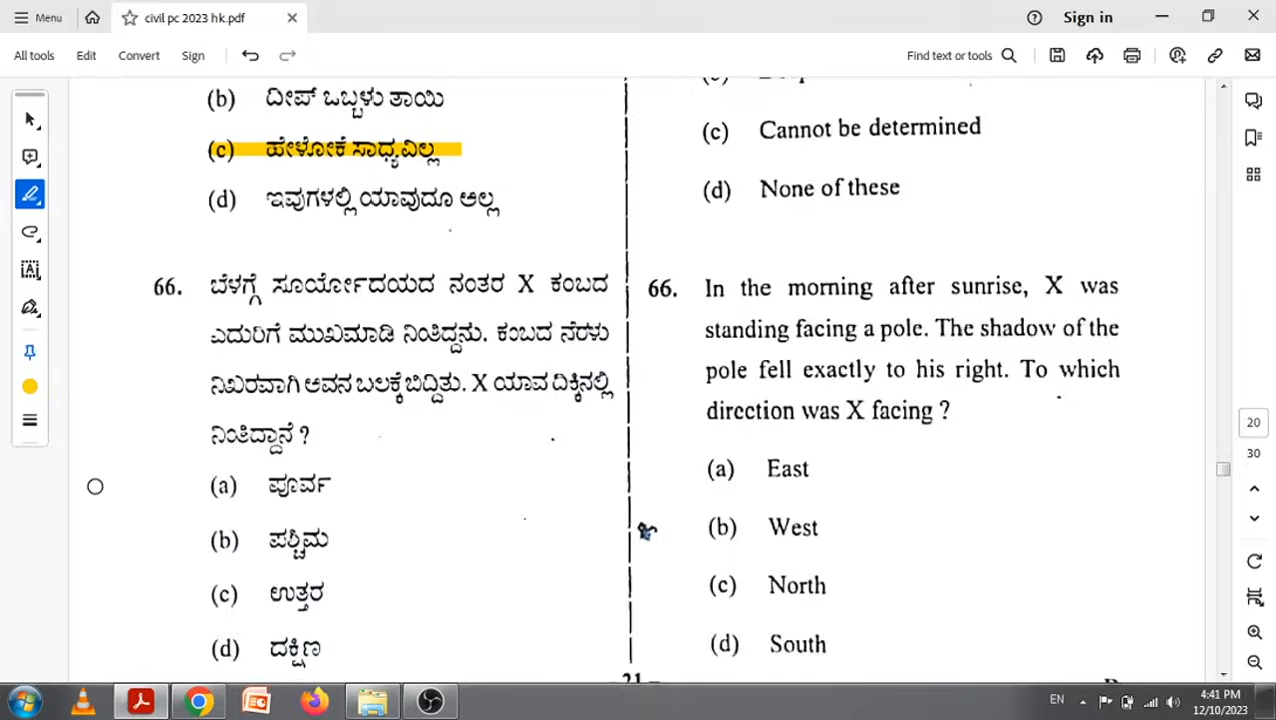 Menu
civil pc 2023 hk.pdf
Sign in
All tools
Edit
Convert
Sign
Find text or tools
(b) ದೀಪ್ ಒಬ್ಬಳು ತಾಯಿ
(c) ಹೇಳೋಕೆ ಸಾಧ್ಯವಿಲ್ಲ
(d) ಇವುಗಳಲ್ಲಿ ಯಾವುದೂ ಅಲ್ಲ
66. ಬೆಳಗ್ಗೆ ಸೂರ್ಯೋದಯದ ನಂತರ X ಕಂಬದ
ಎದುರಿಗೆ ಮುಖಮಾಡಿ ನಿಂತಿದ್ದನು. ಕಂಬದ ನೆರಳು
ನಿಖರವಾಗಿ ಅವನ ಬಲಕ್ಕೆ ಬಿದ್ದಿತು. X ಯಾವ ದಿಕ್ಕಿನಲ್ಲಿ
ನಿಂತಿದ್ದಾನೆ ?
(a) ಪೂರ್ವ
(b) ಪಶ್ಚಿಮ
(c) ಉತ್ತರ
(d) ದಕ್ಷಿಣ
(c) Cannot be determined
(d) None of these
66. In the morning after sunrise, X was
standing facing a pole. The shadow of the
pole fell exactly to his right. To which
direction was X facing ?
(a) East
(b) West
(c) North
(d) South
20
30
EN
4:41 PM
12/10/2023